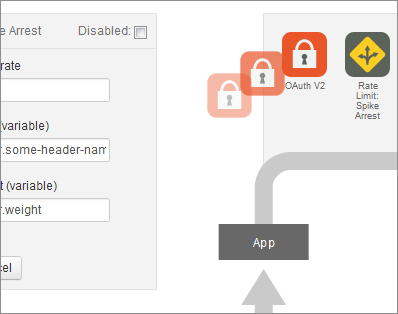 e Arrest
Disabled:
rate
(variable)
r.some-header-nam
t (variable)
r.weight
cel
OAuth V2
Rate
Limit:
Spike
Arrest
App